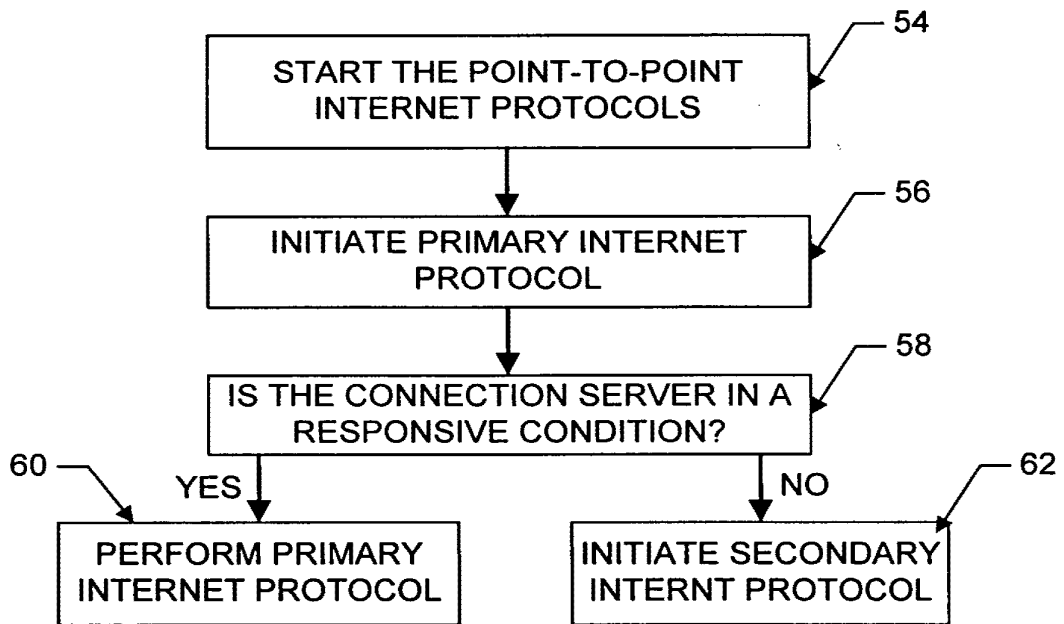 54
START THE POINT-TO-POINT
INTERNET PROTOCOLS
56
INITIATE PRIMARY INTERNET
PROTOCOL
58
IS THE CONNECTION SERVER IN A
RESPONSIVE CONDITION?
60
YES
NO
62
PERFORM PRIMARY
INTERNET PROTOCOL
INITIATE SECONDARY
INTERNT PROTOCOL